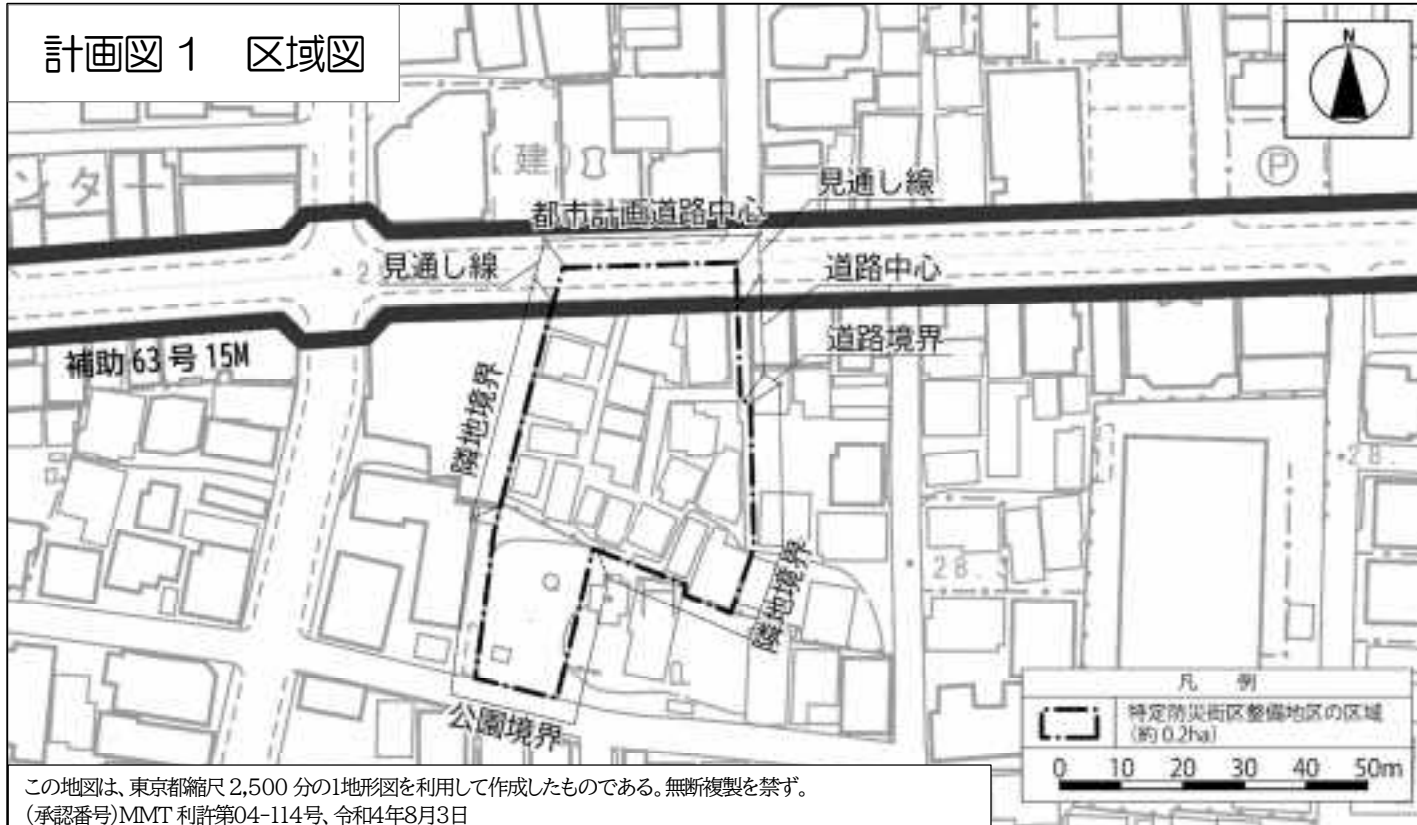 計画図 1 区域図
N
(建)
ンター
P
見通し線
都市計画道路中心
見通し線
道路中心
道路境界
補助 63 号 15M
隣地境界
28.
28.
隣地境界
公園境界
凡 例
特定防災街区整備地区の区域
(約 0.2ha)
0 10 20 30 40 50m
この地図は、東京都縮尺 2,500 分の1地形図を利用して作成したものである。無断複製を禁ず。
(承認番号)MMT 利許第04-114号、令和4年8月3日